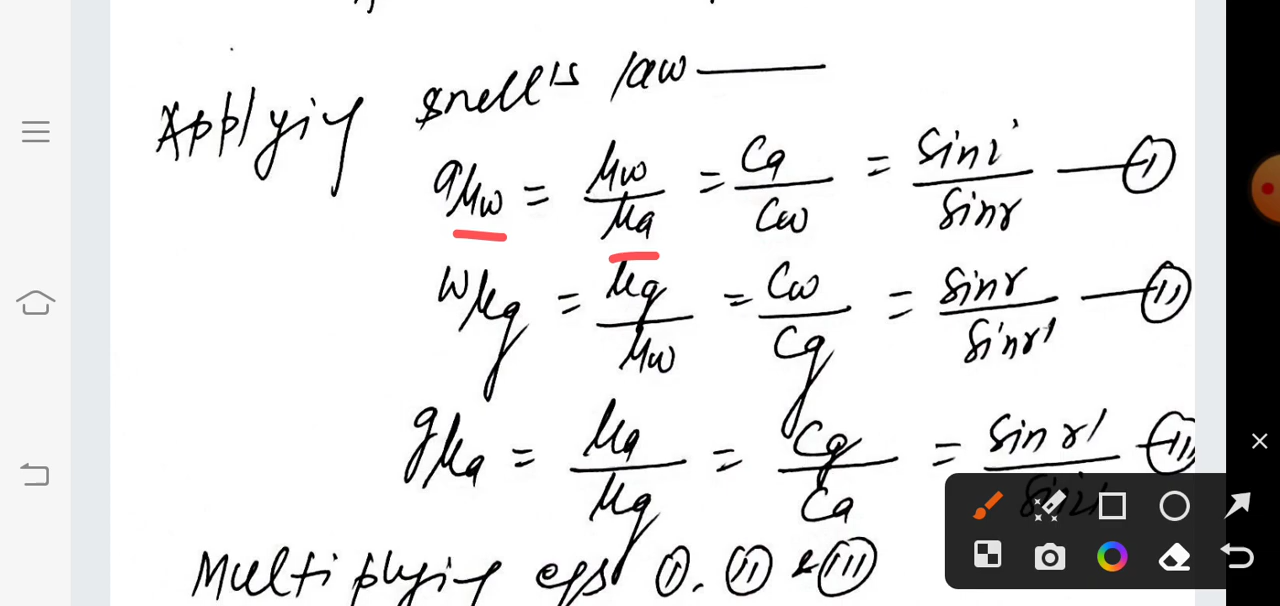 Applying snell's law
aμw = μw/μa = Ca/Cw = sin i/sin r — (I)
wμg = μg/μw = Cw/Cg = sin r/sin r' — (II)
gμa = μa/μg = Cg/Ca = sin r'/sin i — (III)
Multiplying eqs (I), (II) & (III)